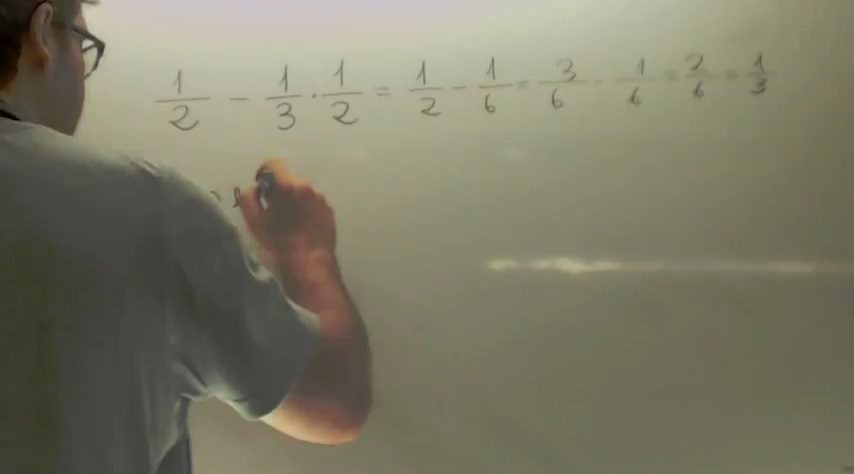 1/2 - 1/3 · 1/2 = 1/2 - 1/6 = 3/6 - 1/6 = 2/6 = 1/3